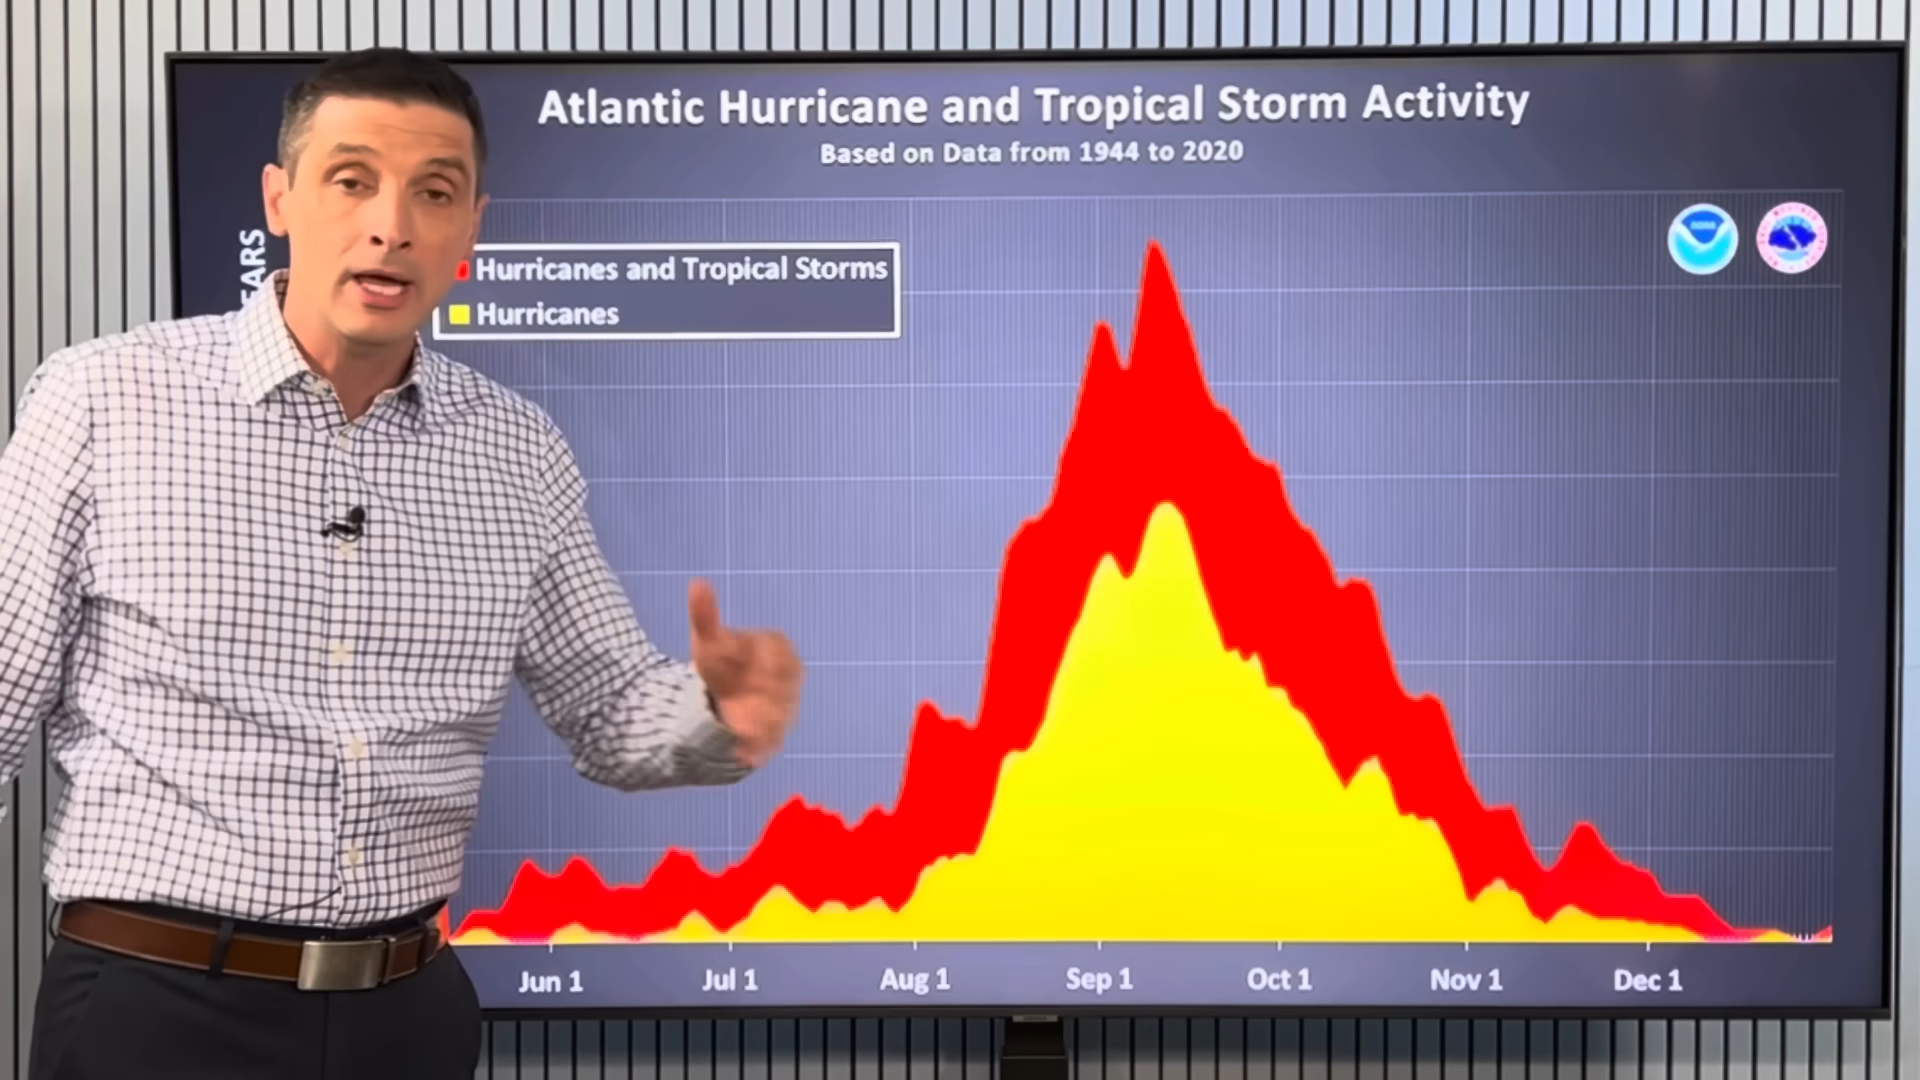 Atlantic Hurricane and Tropical Storm Activity
Based on Data from 1944 to 2020
Hurricanes and Tropical Storms
Hurricanes
Jun 1
Jul 1
Aug 1
Sep 1
Oct 1
Nov 1
Dec 1